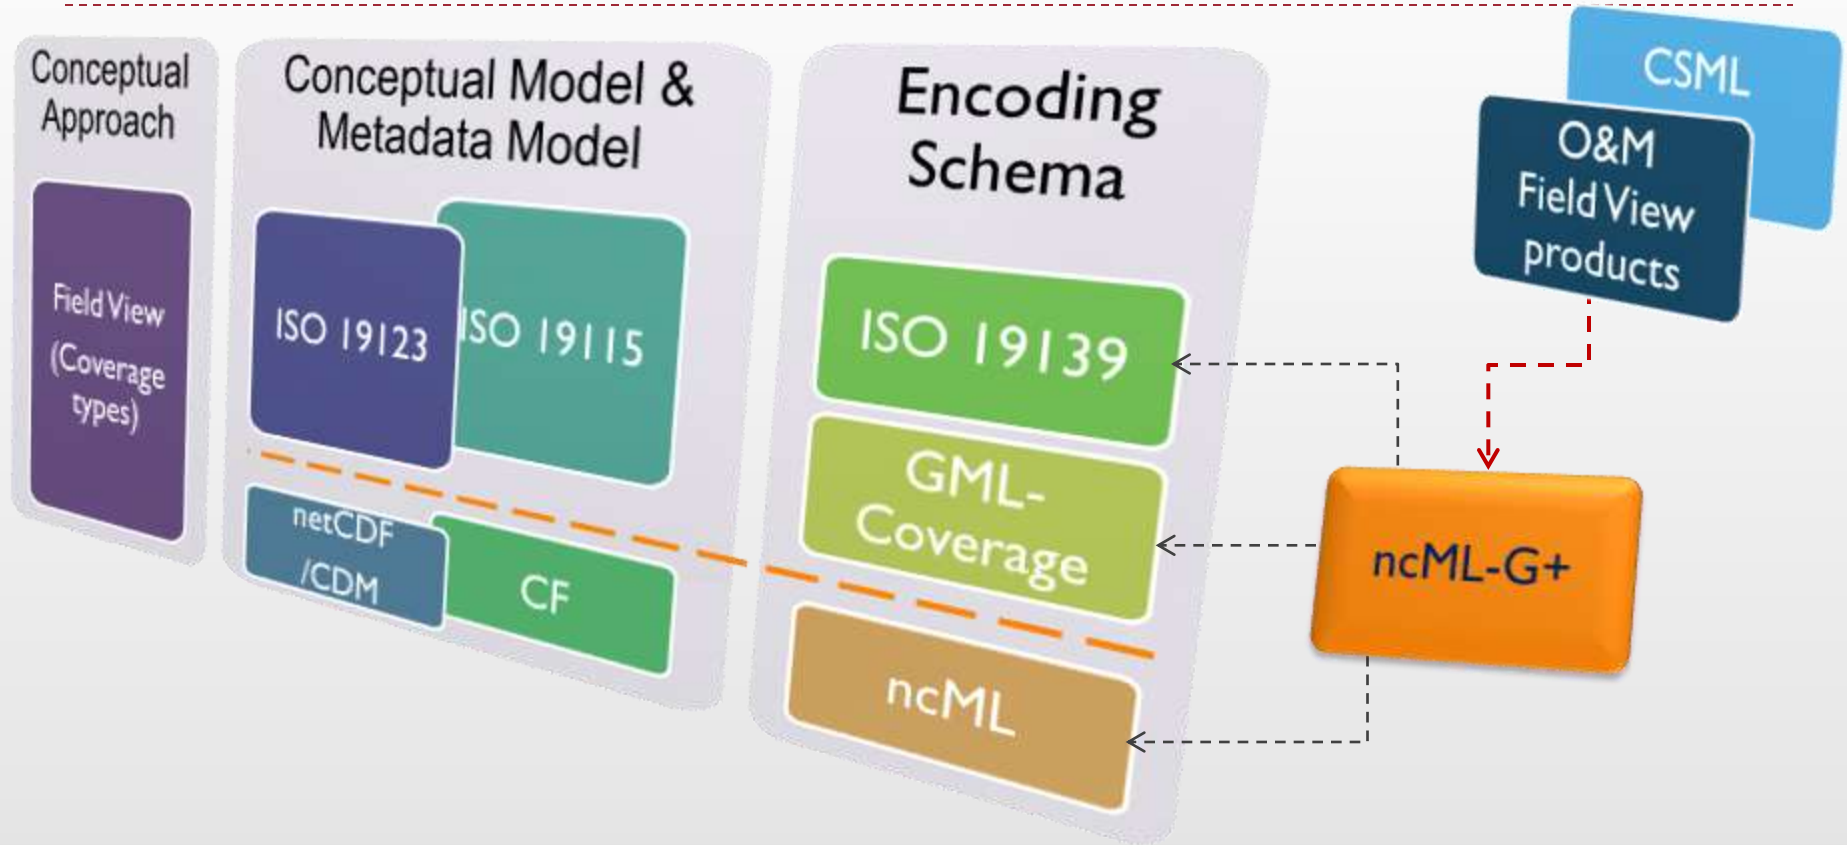 Conceptual
Approach
Field View
(Coverage
types)
Conceptual Model &
Metadata Model
ISO 19123
ISO 19115
netCDF
/CDM
CF
Encoding
Schema
ISO 19139
GML-
Coverage
ncML
CSML
O&M
Field View
products
ncML-G+